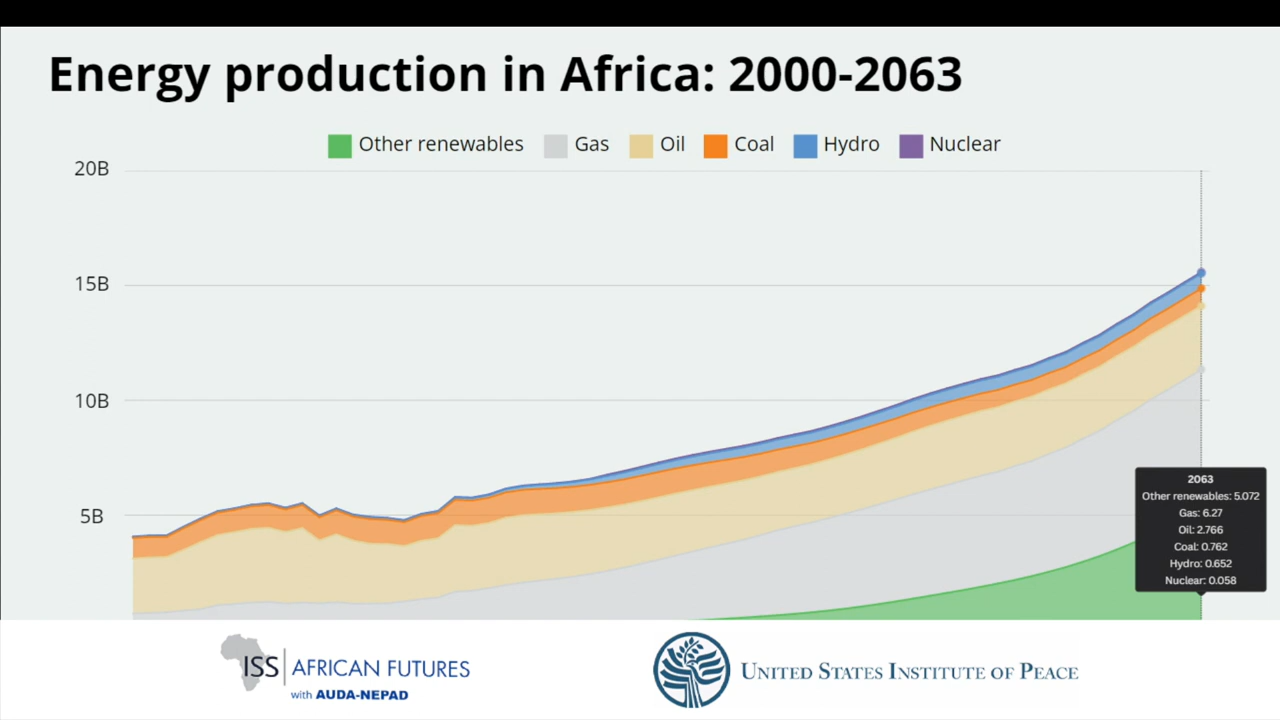 Energy production in Africa: 2000-2063
Other renewables Gas Oil Coal Hydro Nuclear
20B
15B
10B
5B
2063
Other renewables: 5.072
Gas: 6.27
Oil: 2.766
Coal: 0.762
Hydro: 0.652
Nuclear: 0.058
ISS AFRICAN FUTURES
with AUDA-NEPAD
UNITED STATES INSTITUTE OF PEACE